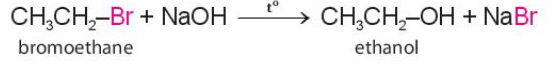 CH₃CH₂–Br + NaOH —t°→ CH₃CH₂–OH + NaBr
bromoethane ethanol